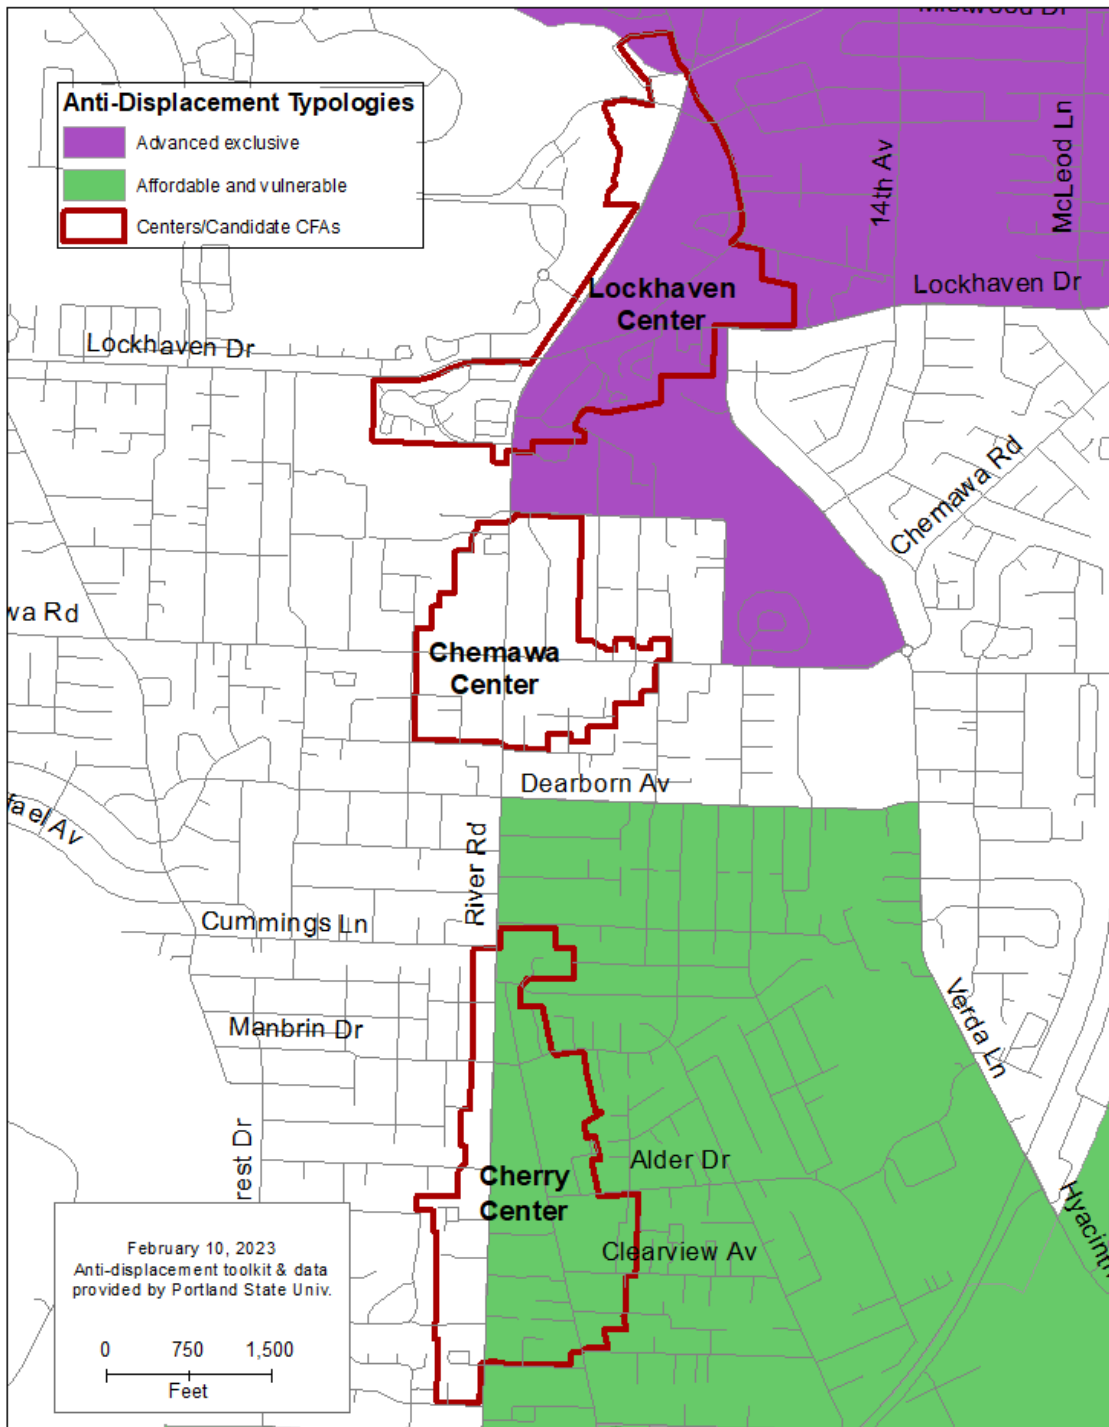 Mistwood Dr
Anti-Displacement Typologies
Advanced exclusive
Affordable and vulnerable
Centers/Candidate CFAs
14th Av
McLeod Ln
Lockhaven Dr
Lockhaven
Center
Lockhaven Dr
Chemawa Rd
wa Rd
Chemawa
Center
Dearborn Av
fael Av
River Rd
Cummings Ln
Manbrin Dr
Verda Ln
rest Dr
Alder Dr
Cherry
Center
Clearview Av
Hyacinth
February 10, 2023
Anti-displacement toolkit & data
provided by Portland State Univ.
0 750 1,500
Feet